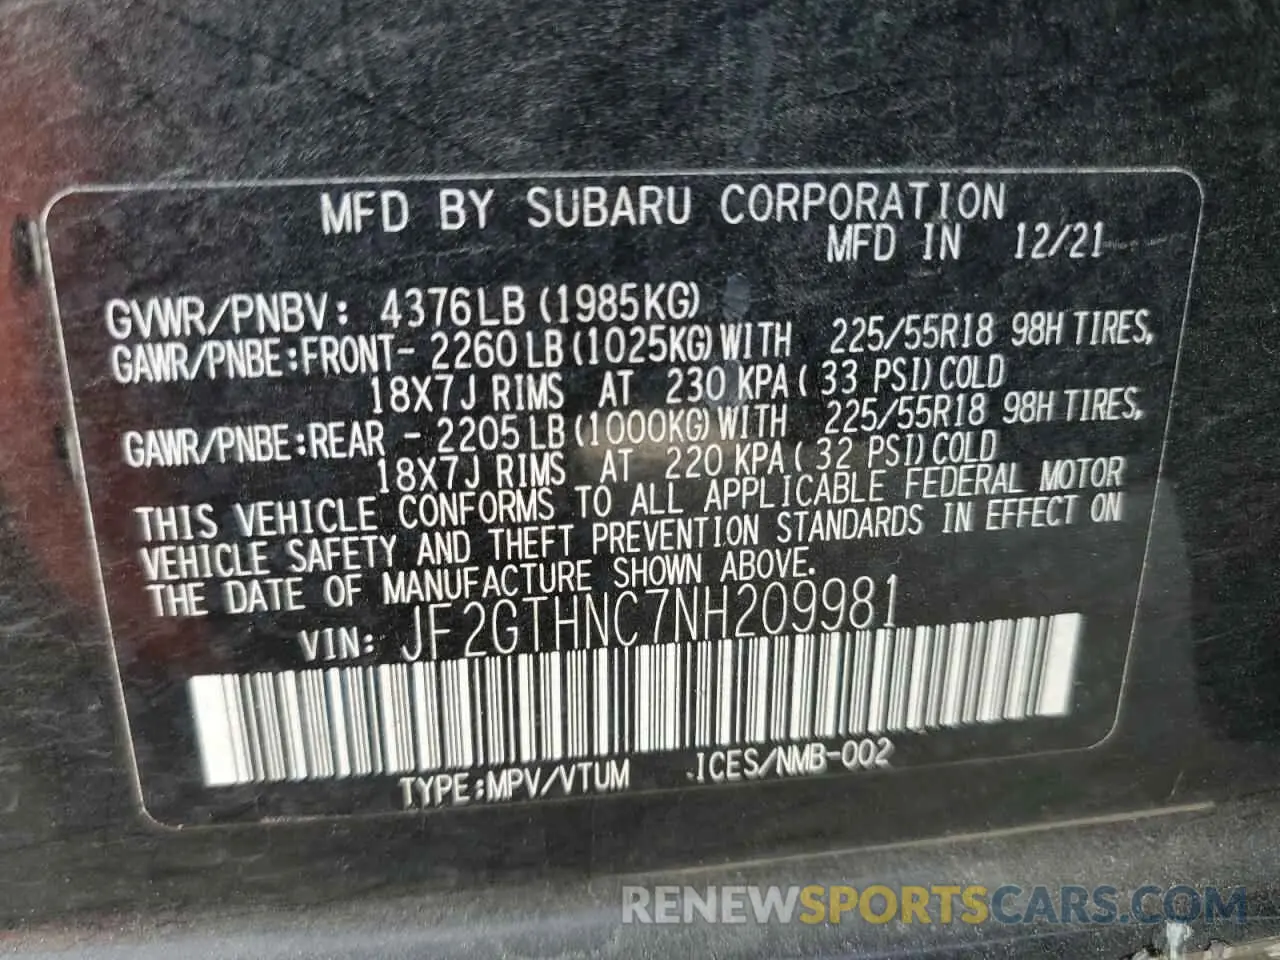 MFD BY SUBARU CORPORATION
MFD IN 12/21
GVWR/PNBV: 4376LB (1985KG)
GAWR/PNBE:FRONT- 2260LB (1025KG) WITH 225/55R18 98H TIRES,
18X7J RIMS AT 230 KPA ( 33 PSI) COLD
GAWR/PNBE:REAR - 2205LB (1000KG) WITH 225/55R18 98H TIRES,
18X7J RIMS AT 220 KPA ( 32 PSI) COLD
THIS VEHICLE CONFORMS TO ALL APPLICABLE FEDERAL MOTOR
VEHICLE SAFETY AND THEFT PREVENTION STANDARDS IN EFFECT ON
THE DATE OF MANUFACTURE SHOWN ABOVE.
VIN: JF2GTHNC7NH209981
TYPE:MPV/VTUM ICES/NMB-002
RENEWSPORTSCARS.COM